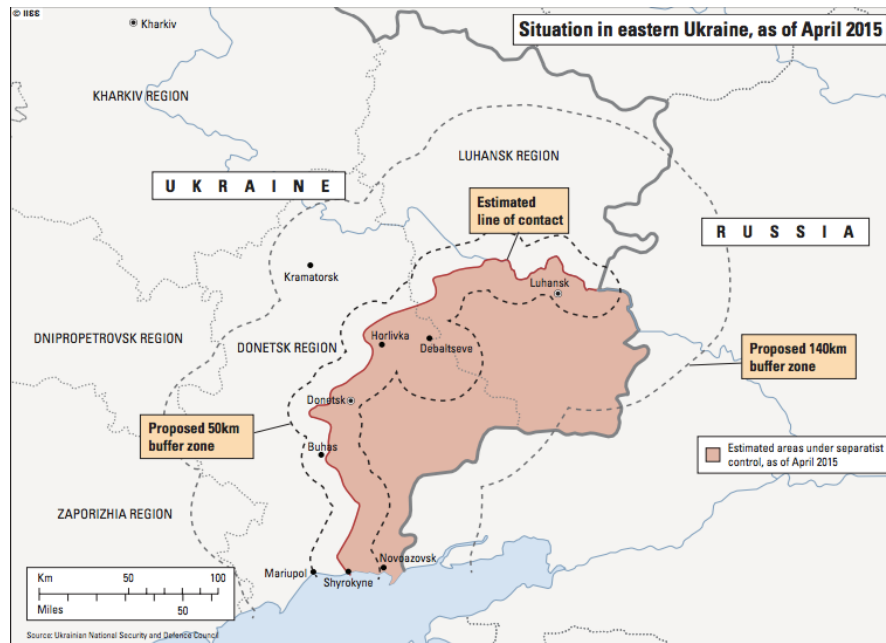 © IISS
Situation in eastern Ukraine, as of April 2015
Kharkiv
KHARKIV REGION
LUHANSK REGION
UKRAINE
Estimated
line of contact
RUSSIA
Kramatorsk
Luhansk
DNIPROPETROVSK REGION
DONETSK REGION
Horlivka
Debaltseve
Proposed 140km
buffer zone
Donutsk
Proposed 50km
buffer zone
Buhas
Estimated areas under separatist
control, as of April 2015
ZAPORIZHIA REGION
Novoazovsk
Mariupol
Shyrokyne
Km 50 100
Miles 50
Source: Ukrainian National Security and Defence Council